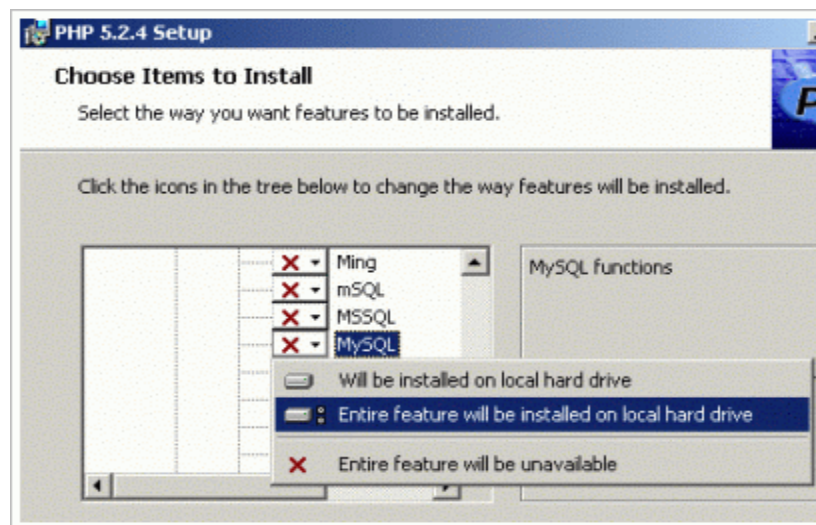 PHP 5.2.4 Setup
Choose Items to Install
Select the way you want features to be installed.
Click the icons in the tree below to change the way features will be installed.
Ming
mSQL
MSSQL
MySQL
MySQL functions
Will be installed on local hard drive
Entire feature will be installed on local hard drive
Entire feature will be unavailable